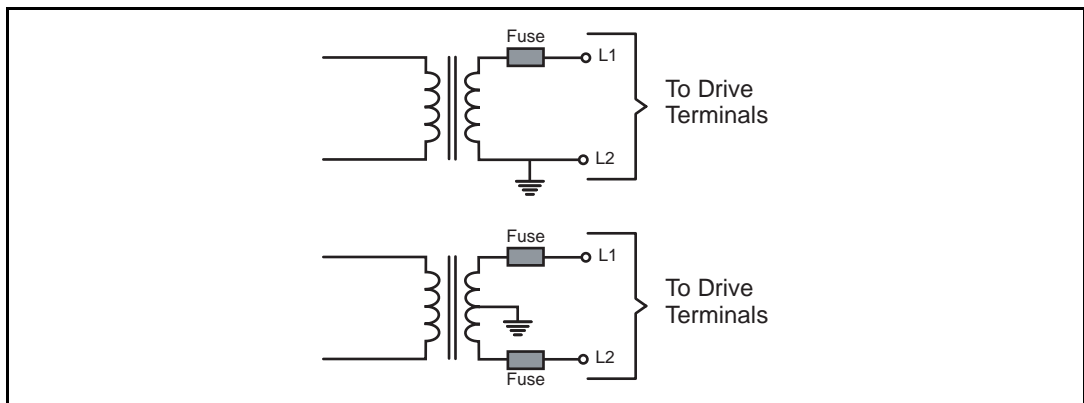 Fuse
L1
To Drive
Terminals
L2
Fuse
L1
To Drive
Terminals
L2
Fuse